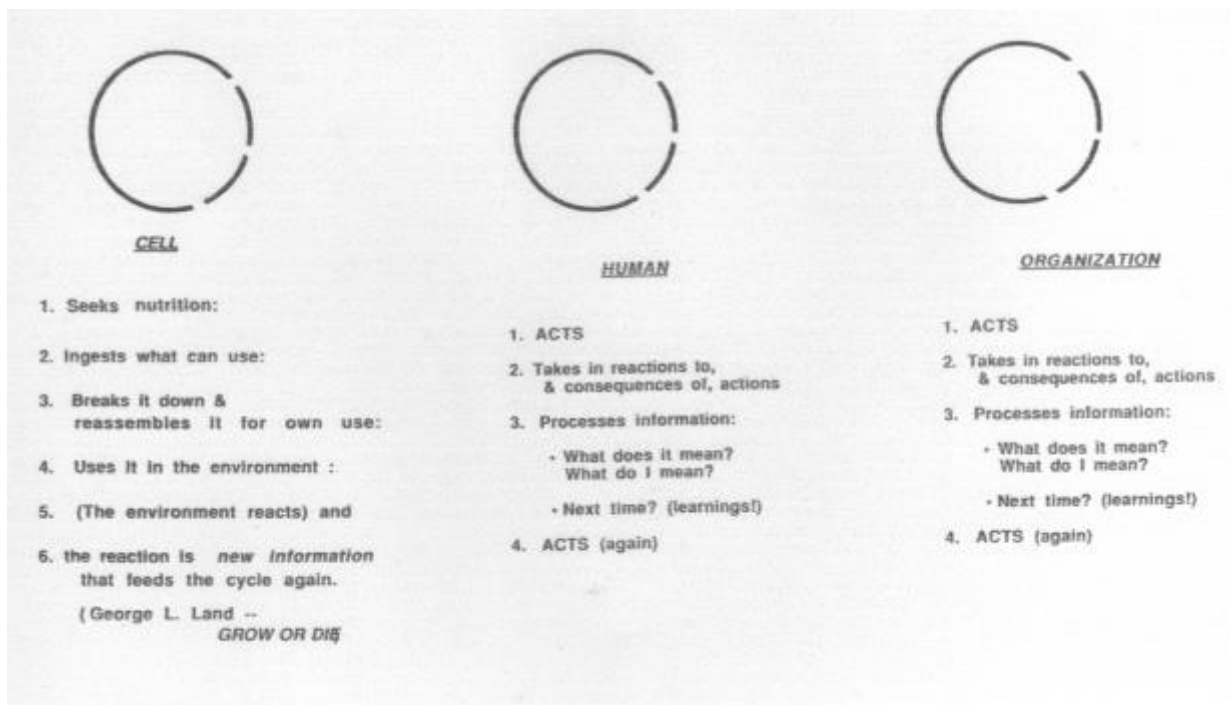 CELL
1. Seeks nutrition:
2. Ingests what can use:
3. Breaks it down &
reassembles it for own use:
4. Uses it in the environment :
5. (The environment reacts) and
6. the reaction is new information
that feeds the cycle again.
(George L. Land --
GROW OR DIE
HUMAN
1. ACTS
2. Takes in reactions to,
& consequences of, actions
3. Processes information:
- What does it mean?
What do I mean?
- Next time? (learnings!)
4. ACTS (again)
ORGANIZATION
1. ACTS
2. Takes in reactions to,
& consequences of, actions
3. Processes information:
- What does it mean?
What do I mean?
- Next time? (learnings!)
4. ACTS (again)